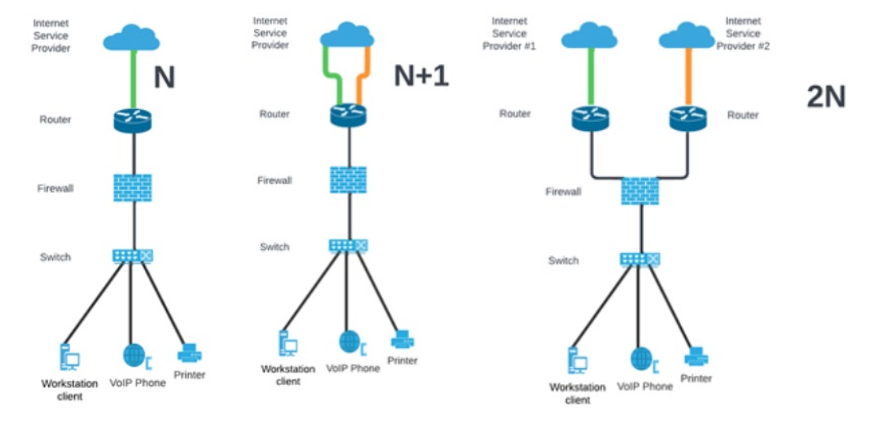 Internet
Service
Provider
N
Router
Firewall
Switch
Workstation
client
VoIP Phone
Printer
Internet
Service
Provider
N+1
Router
Firewall
Switch
Workstation
client
VoIP Phone
Printer
Internet
Service
Provider #1
Internet
Service
Provider #2
2N
Router
Router
Firewall
Switch
Workstation
client
VoIP Phone
Printer